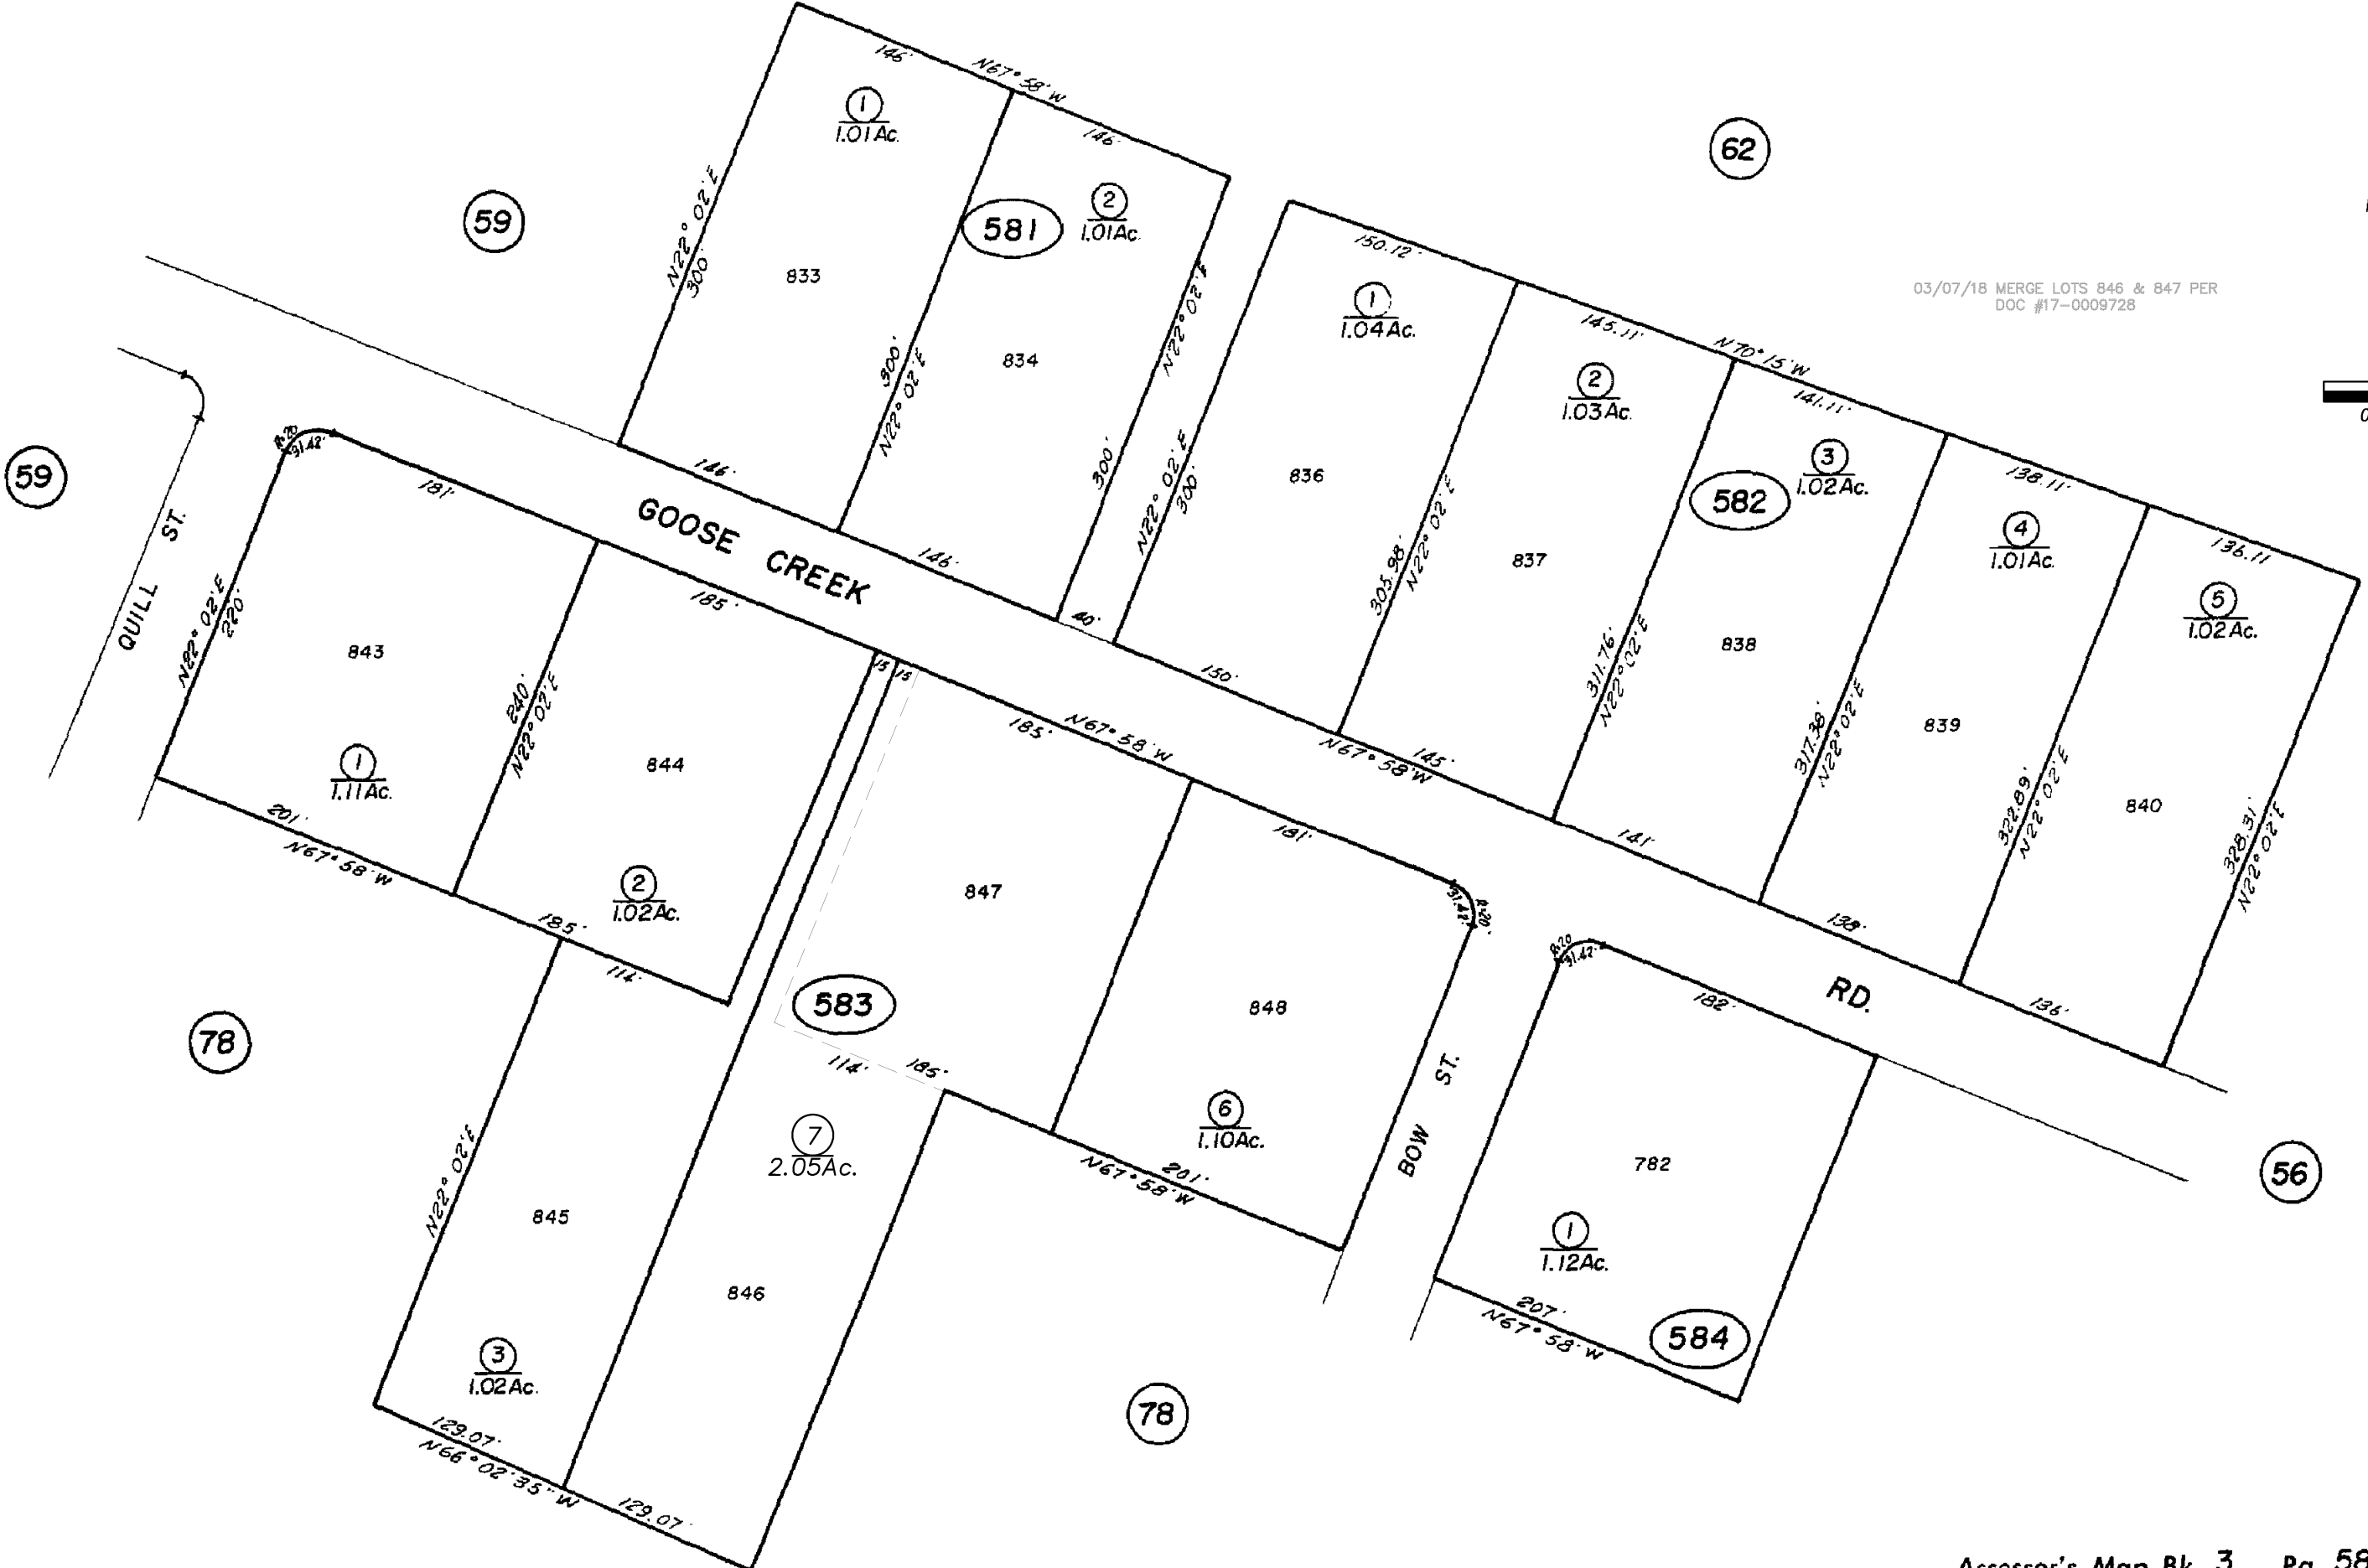 146'
N67°58'W
146'
1
1.01Ac.
2
1.01Ac.
62
59
581
N22°02'E
300'
833
834
300'
N22°02'E
N22°02'E
300'
146'
146'
40'
03/07/18 MERGE LOTS 846 & 847 PER
DOC #17-0009728
0
150.12'
145.11'
N70°15'W
141.11'
138.11'
136.11'
1
1.04Ac.
2
1.03Ac.
3
1.02Ac.
582
4
1.01Ac.
5
1.02Ac.
N22°02'E
300'
836
305.98'
N22°02'E
837
311.76'
N22°02'E
838
317.38'
N22°02'E
839
322.89'
N22°02'E
840
328.31'
N22°02'E
150'
N67°58'W
145'
141'
138'
136'
59
QUILL ST.
GOOSE CREEK
RD.
R=20
31.42'
181'
185'
15
15
185'
N67°58'W
181'
31.42'
R=20'
N22°02'E
220'
843
240'
N22°02'E
844
1
1.11Ac.
2
1.02Ac.
201'
N67°58'W
185'
114'
847
848
583
114'
185'
6
1.10Ac.
201'
N67°58'W
BOW ST.
78
7
2.05Ac.
N22°02'E
845
846
3
1.02Ac.
129.07'
N66°02'35"W
129.07'
78
R=20
31.42'
182'
782
1
1.12Ac.
207'
N67°58'W
584
56
Assessor's Map Bk. 3 Pg. 58